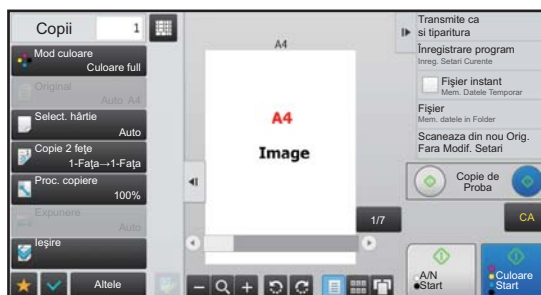 Copii 1
Mod culoare
Culoare full
Original
Auto A4
Select. hârtie
Auto
Copie 2 fețe
1-Fața→1-Fața
Proc. copiere
100%
Expunere
Auto
Ieșire
Altele
A4
A4
Image
1/7
Transmite ca
si tiparitura
Înregistrare program
Inreg. Setari Curente
Fișier instant
Mem. Datele Temporar
Fișier
Mem. datele in Folder
Scaneaza din nou Orig.
Fara Modif. Setari
Copie de
Proba
CA
A/N
Start
Culoare
Start